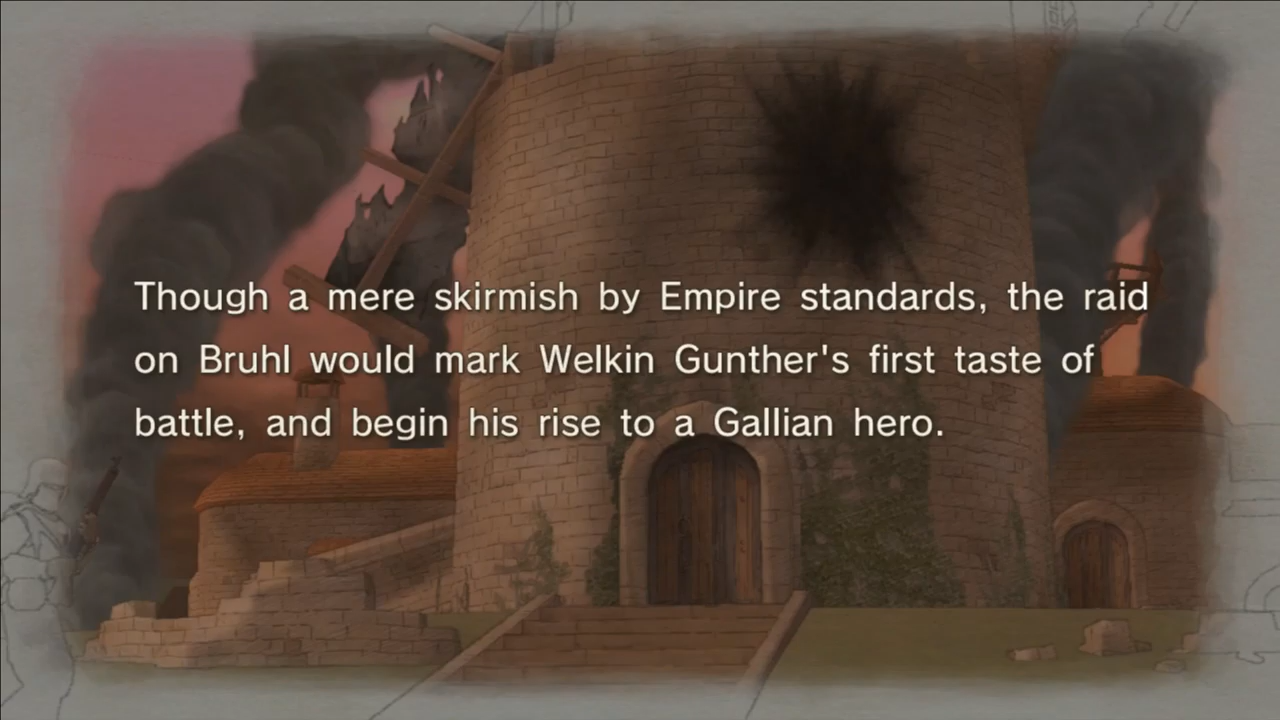 Though a mere skirmish by Empire standards, the raid
on Bruhl would mark Welkin Gunther's first taste of
battle, and begin his rise to a Gallian hero.